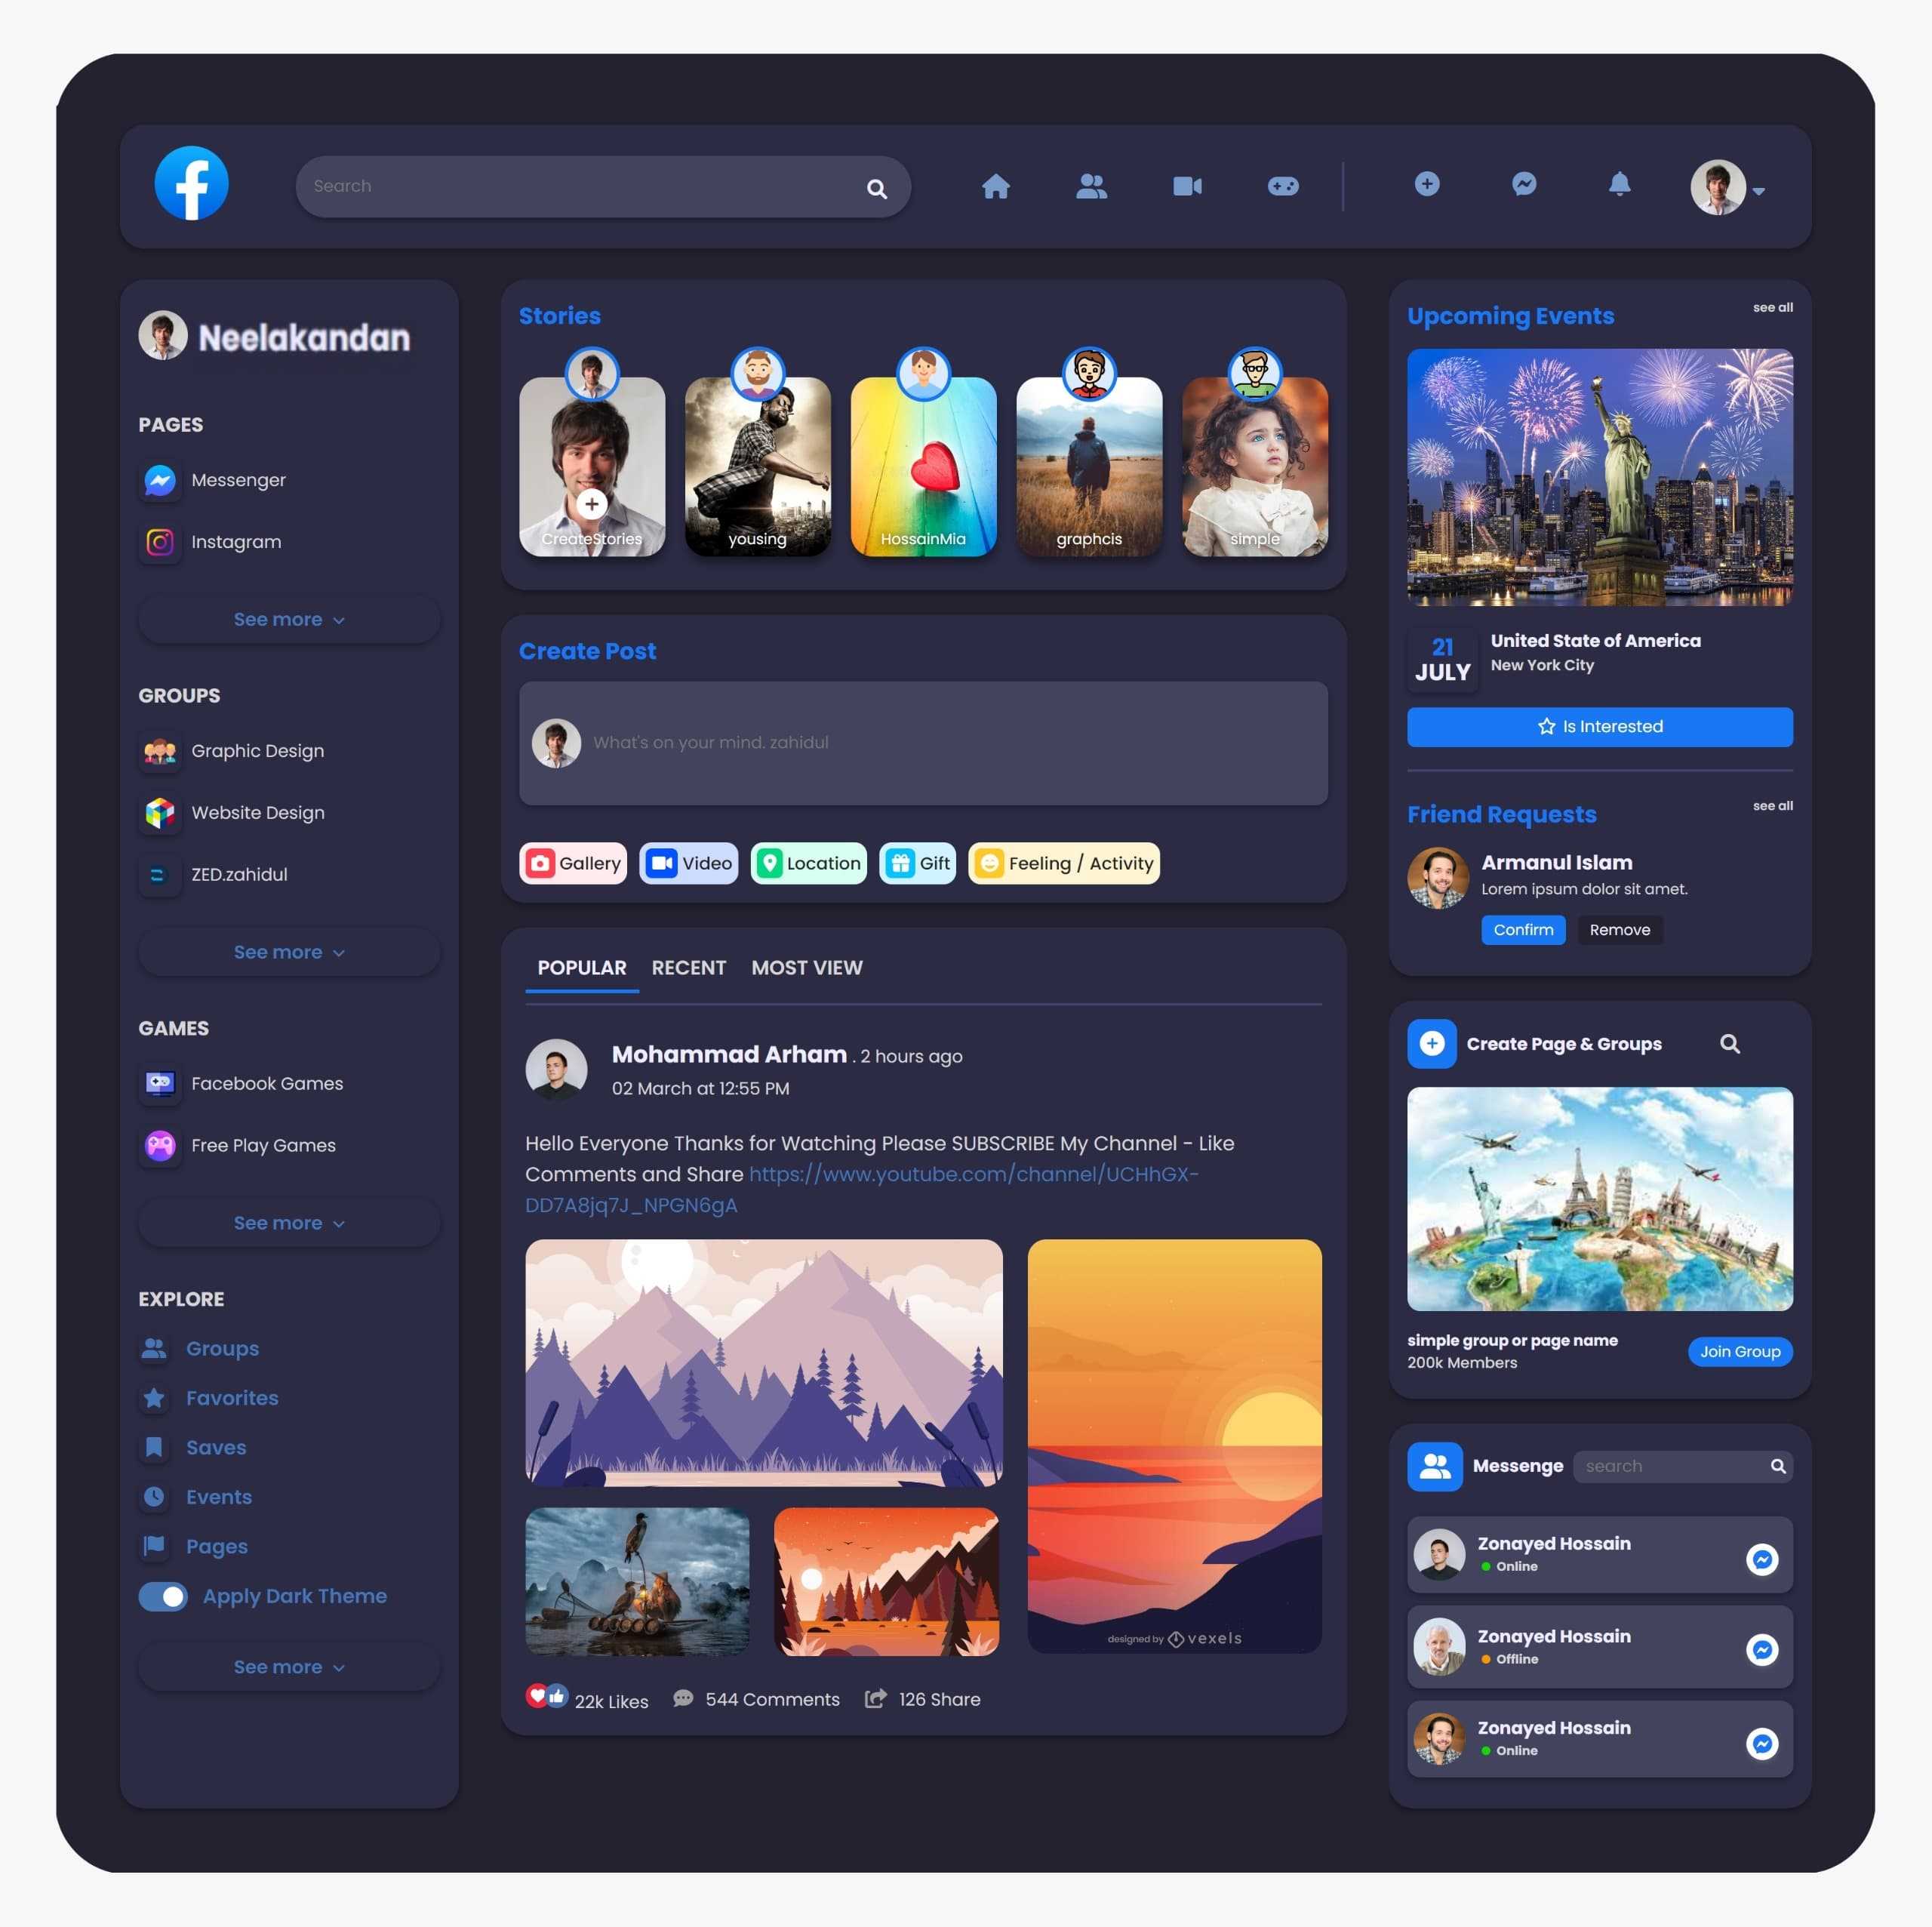 f
Search
Neelakandan
PAGES
Messenger
Instagram
See more
GROUPS
Graphic Design
Website Design
ZED.zahidul
See more
GAMES
Facebook Games
Free Play Games
See more
EXPLORE
Groups
Favorites
Saves
Events
Pages
Apply Dark Theme
See more
Stories
CreateStories
yousing
HossainMia
graphcis
simple
Create Post
What's on your mind. zahidul
Gallery
Video
Location
Gift
Feeling / Activity
POPULAR RECENT MOST VIEW
Mohammad Arham . 2 hours ago
02 March at 12:55 PM
Hello Everyone Thanks for Watching Please SUBSCRIBE My Channel - Like
Comments and Share https://www.youtube.com/channel/UCHhGX-
DD7A8jq7J_NPGN6gA
designed by vexels
22k Likes 544 Comments 126 Share
Upcoming Events
see all
21
JULY
United State of America
New York City
Is Interested
Friend Requests
see all
Armanul Islam
Lorem ipsum dolor sit amet.
Confirm Remove
Create Page & Groups
simple group or page name
200k Members
Join Group
Messenge
search
Zonayed Hossain
Online
Zonayed Hossain
Offline
Zonayed Hossain
Online